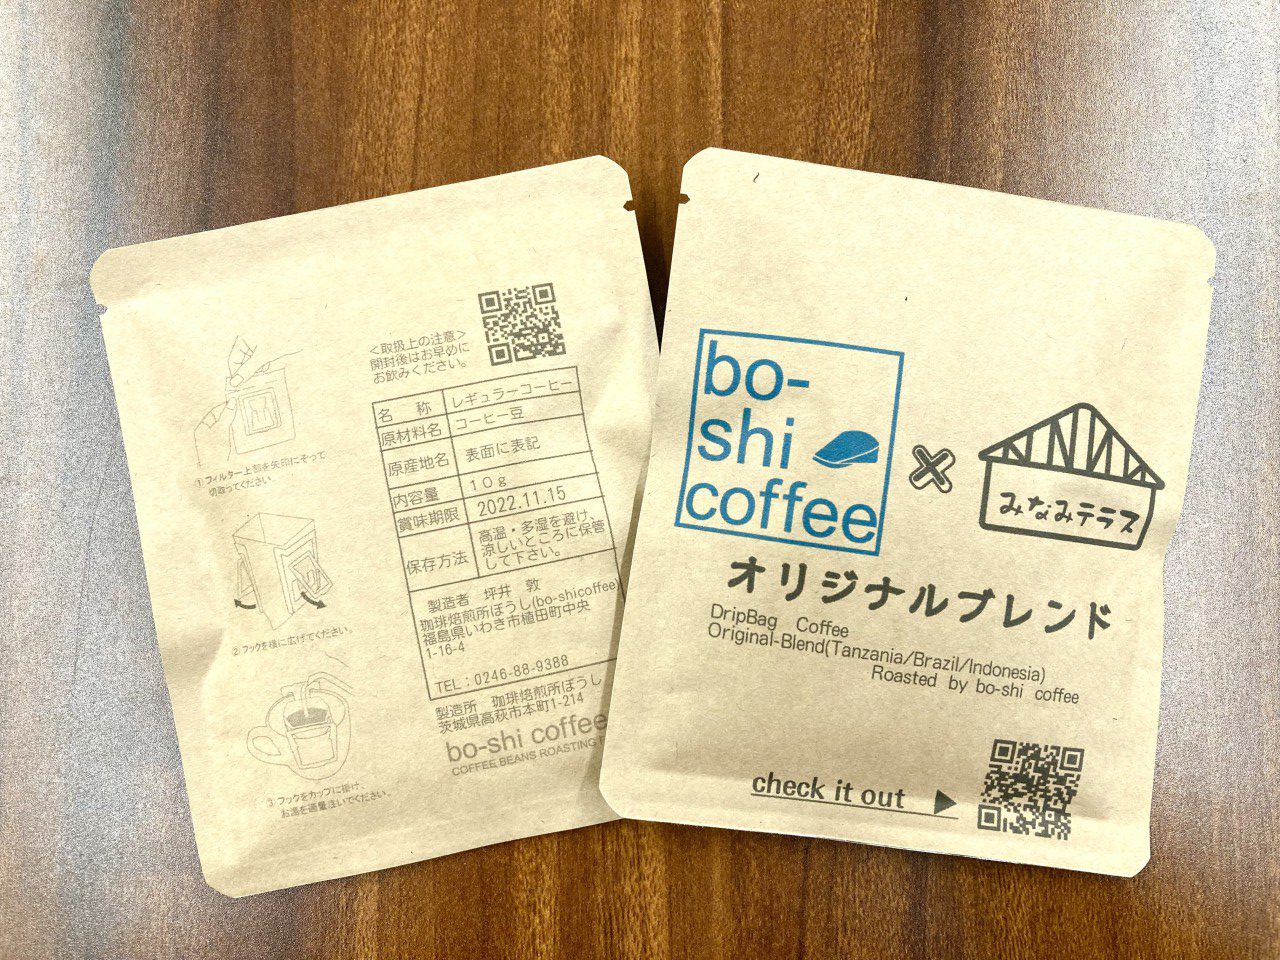 <取扱上の注意>
開封後はお早めに
お飲みください。
名 称 レギュラーコーヒー
原材料名 コーヒー豆
原産地名 表面に表記
内容量 10g
賞味期限 2022.11.15
保存方法 高温・多湿を避け、
涼しいところに保管
して下さい。
製造者 坪井 敦
珈琲焙煎所ぼうし(bo-shicoffee)
福島県いわき市植田町中央
1-16-4
TEL:0246-88-9388
製造所 珈琲焙煎所ぼうし
茨城県高萩市本町1-214
bo-shi coffee
COFFEE BEANS ROASTING
①フィルター上部を矢印にそって
切取ってください
②フックを横に広げてください。
③フックをカップに掛け、
お湯を適量注いでください。
bo-
shi
coffee
×
みなみテラス
オリジナルブレンド
DripBag Coffee
Original-Blend(Tanzania/Brazil/Indonesia)
Roasted by bo-shi coffee
check it out